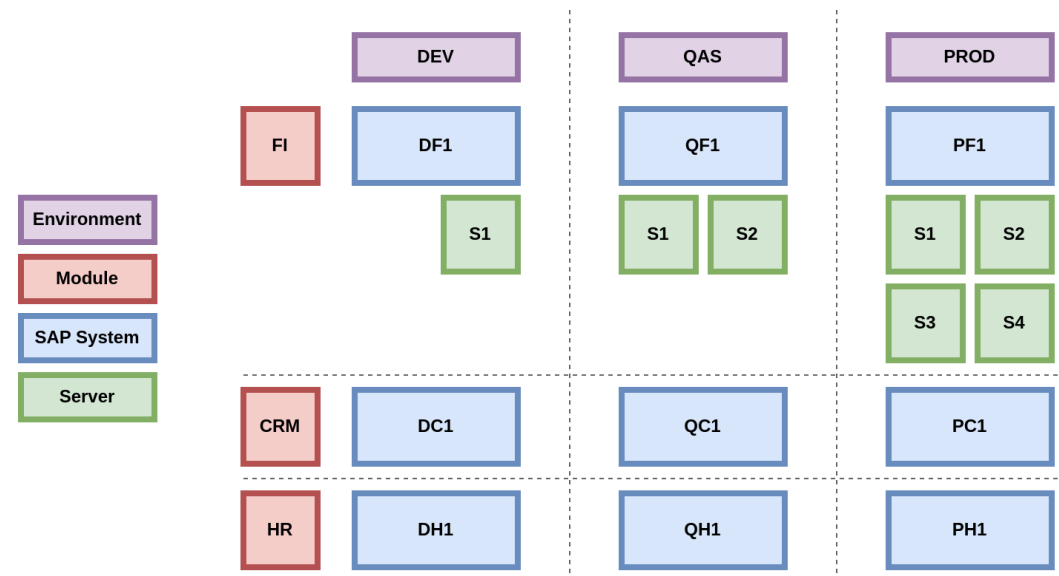 DEV
QAS
PROD
FI
DF1
QF1
PF1
S1
S1
S2
S1
S2
S3
S4
Environment
Module
SAP System
Server
CRM
DC1
QC1
PC1
HR
DH1
QH1
PH1